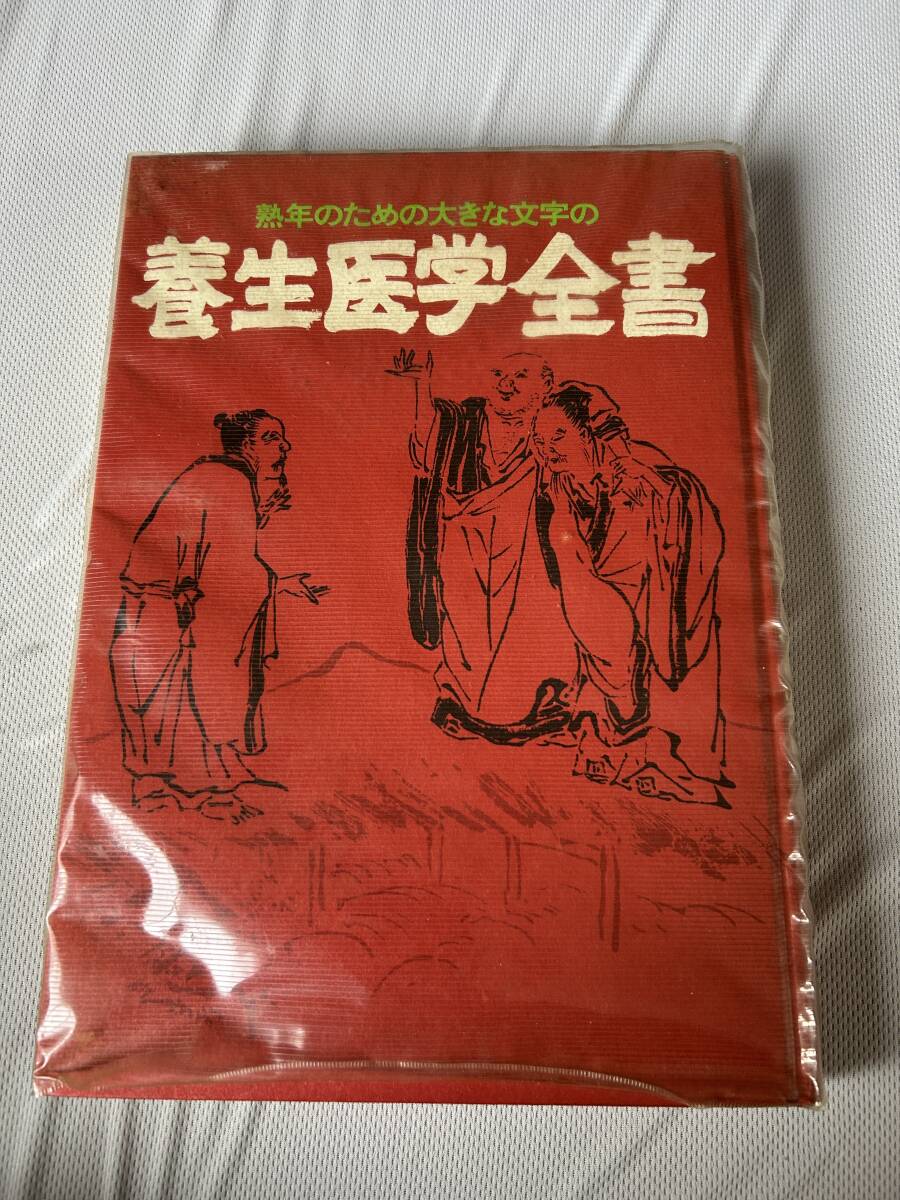 熟年のための大きな文字の
養生医学全書